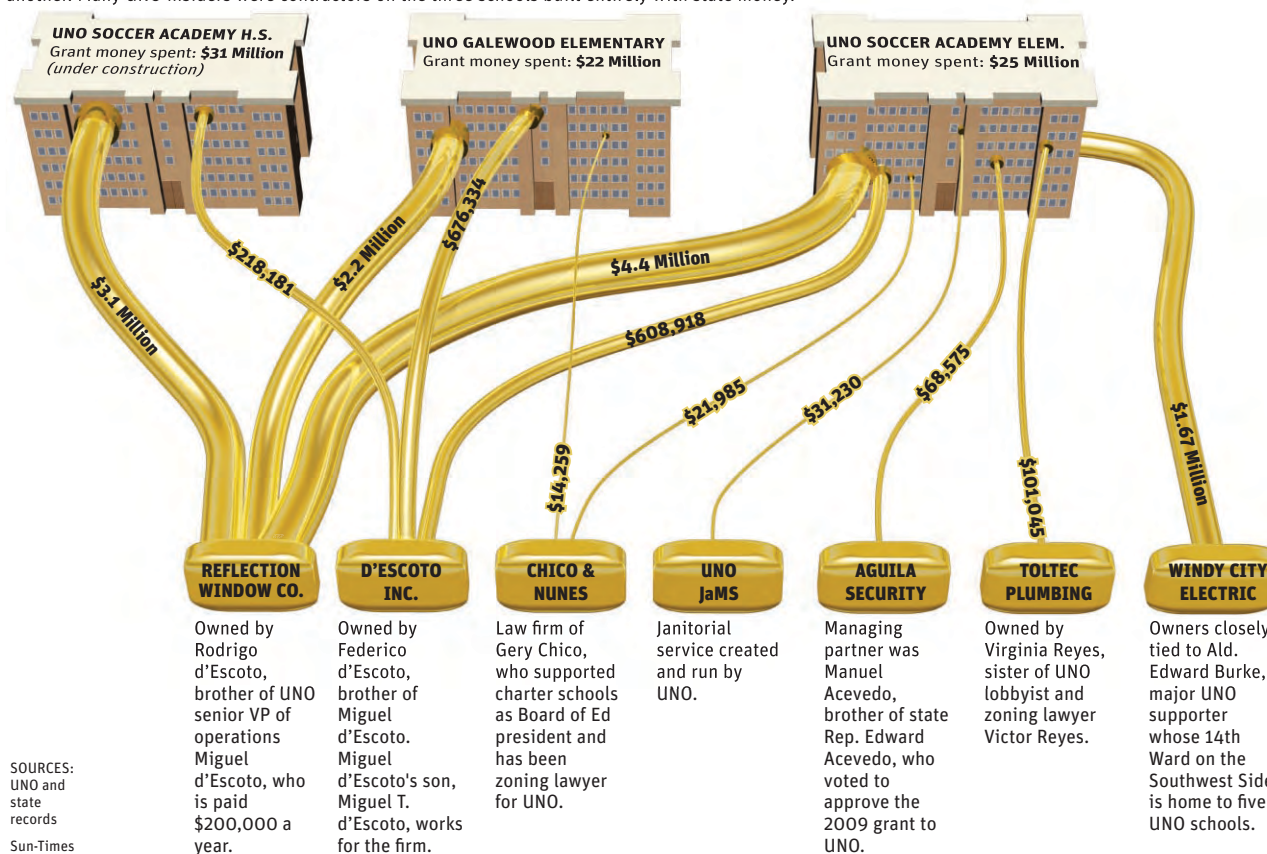 UNO SOCCER ACADEMY H.S.
Grant money spent: $31 Million
(under construction)
UNO GALEWOOD ELEMENTARY
Grant money spent: $22 Million
UNO SOCCER ACADEMY ELEM.
Grant money spent: $25 Million
$3.1 Million
$218,181
$2.2 Million
$676,334
$4.4 Million
$608,918
$14,259
$21,985
$31,230
$68,575
$101,045
$1.67 Million
REFLECTION
WINDOW CO.
Owned by
Rodrigo
d’Escoto,
brother of UNO
senior VP of
operations
Miguel
d’Escoto, who
is paid
$200,000 a
year.
D’ESCOTO
INC.
Owned by
Federico
d’Escoto,
brother of
Miguel
d’Escoto.
Miguel
d’Escoto's son,
Miguel T.
d’Escoto, works
for the firm.
CHICO &
NUNES
Law firm of
Gery Chico,
who supported
charter schools
as Board of Ed
president and
has been
zoning lawyer
for UNO.
UNO
JaMS
Janitorial
service created
and run by
UNO.
AGUILA
SECURITY
Managing
partner was
Manuel
Acevedo,
brother of state
Rep. Edward
Acevedo, who
voted to
approve the
2009 grant to
UNO.
TOLTEC
PLUMBING
Owned by
Virginia Reyes,
sister of UNO
lobbyist and
zoning lawyer
Victor Reyes.
WINDY CITY
ELECTRIC
Owners closely
tied to Ald.
Edward Burke,
major UNO
supporter
whose 14th
Ward on the
Southwest Side
is home to five
UNO schools.
SOURCES:
UNO and
state
records
Sun-Times